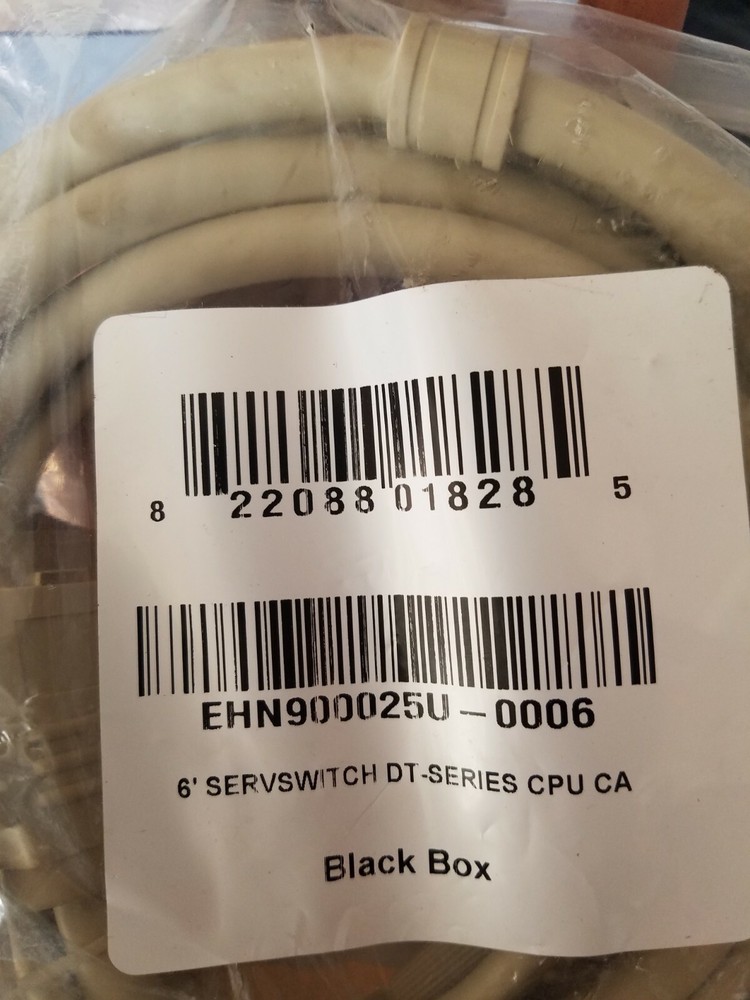 8 22088 01828 5
EHN900025U-0006
6' SERVSWITCH DT-SERIES CPU CA
Black Box